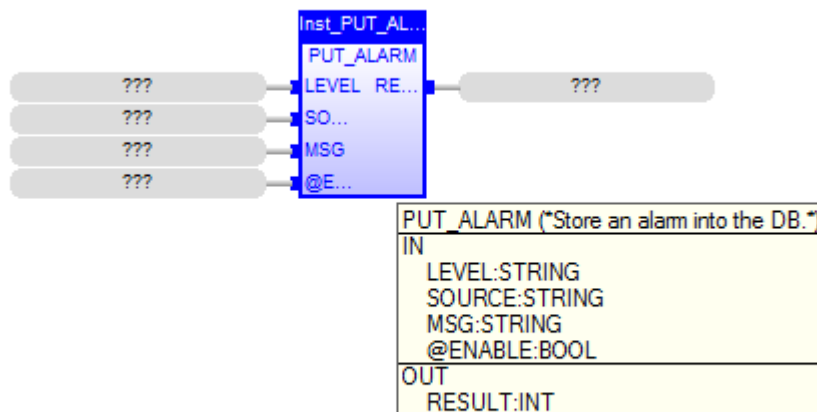 Inst_PUT_AL...
PUT_ALARM
??? LEVEL RE... ???
??? SO...
??? MSG
??? @E...
PUT_ALARM (*Store an alarm into the DB.*)
IN
LEVEL:STRING
SOURCE:STRING
MSG:STRING
@ENABLE:BOOL
OUT
RESULT:INT